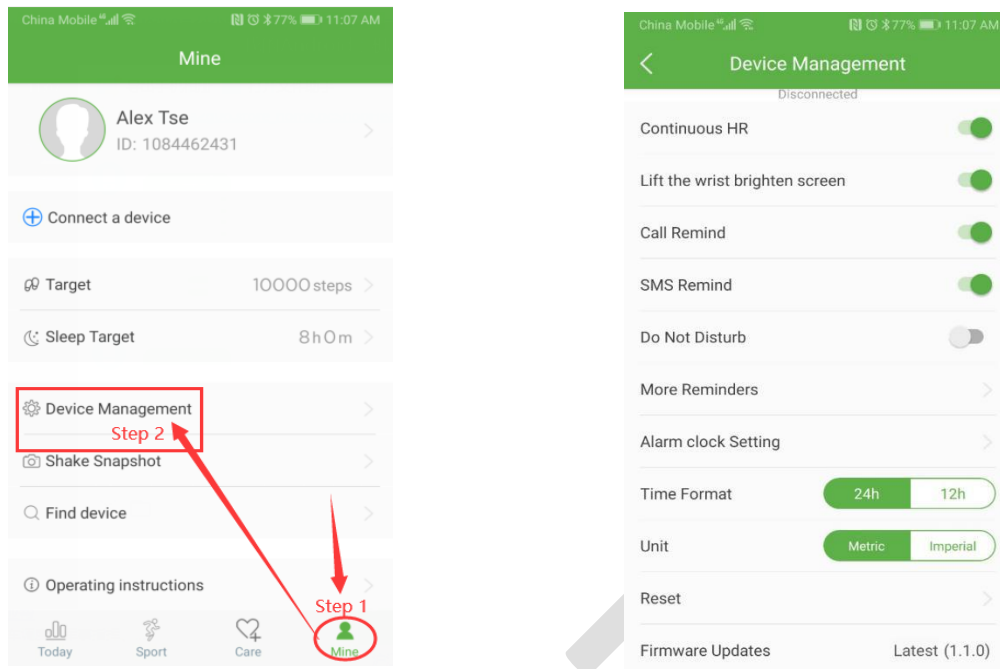 China Mobile 4G 77% 11:07 AM
Mine
Alex Tse
ID: 1084462431
Connect a device
Target 10000 steps
Sleep Target 8h0m
Device Management
Step 2
Shake Snapshot
Find device
Operating instructions
Step 1
Today Sport Care Mine
China Mobile 4G 77% 11:07 AM
Device Management
Disconnected
Continuous HR
Lift the wrist brighten screen
Call Remind
SMS Remind
Do Not Disturb
More Reminders
Alarm clock Setting
Time Format 24h 12h
Unit Metric Imperial
Reset
Firmware Updates Latest (1.1.0)